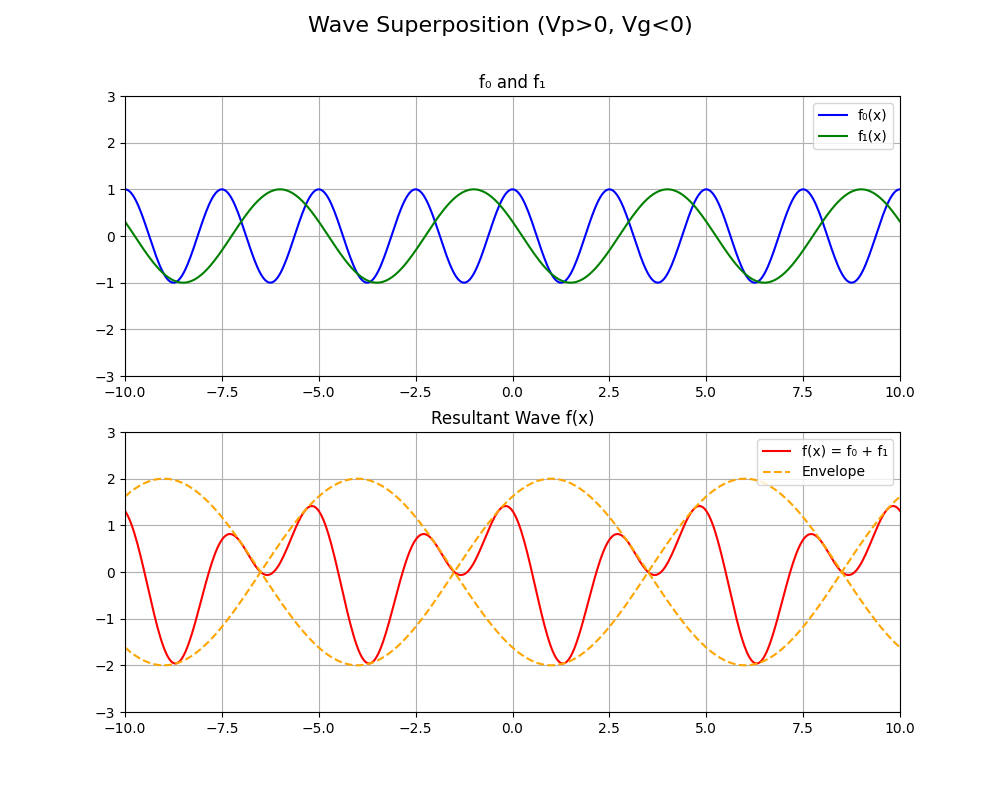 Wave Superposition (Vp>0, Vg<0)
f₀ and f₁
3
2
1
0
−1
−2
−3
f₀(x)
f₁(x)
−10.0 −7.5 −5.0 −2.5 0.0 2.5 5.0 7.5 10.0
Resultant Wave f(x)
3
2
1
0
−1
−2
−3
f(x) = f₀ + f₁
Envelope
−10.0 −7.5 −5.0 −2.5 0.0 2.5 5.0 7.5 10.0